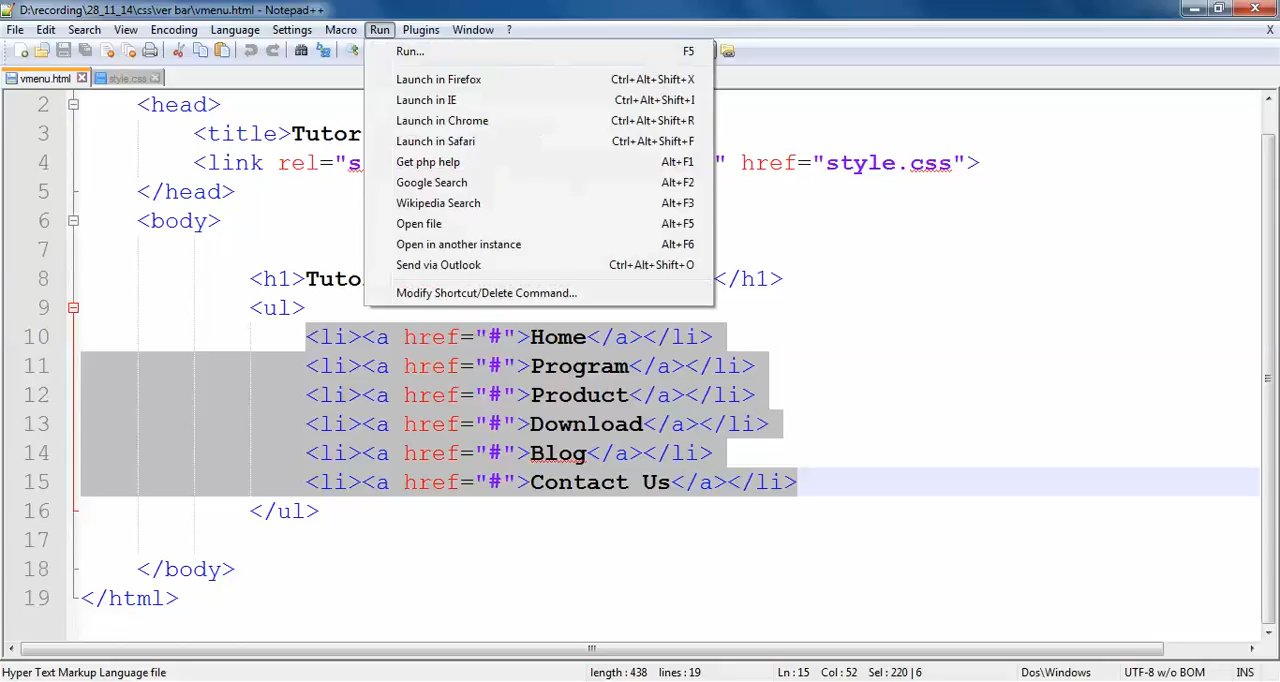 D:\recording\28_11_14\css\ver bar\vmenu.html - Notepad++
File Edit Search View Encoding Language Settings Macro Run Plugins Window ? X
vmenu.html style.css
Run... F5
Launch in Firefox Ctrl+Alt+Shift+X
Launch in IE Ctrl+Alt+Shift+I
Launch in Chrome Ctrl+Alt+Shift+R
Launch in Safari Ctrl+Alt+Shift+F
Get php help Alt+F1
Google Search Alt+F2
Wikipedia Search Alt+F3
Open file Alt+F5
Open in another instance Alt+F6
Send via Outlook Ctrl+Alt+Shift+O
Modify Shortcut/Delete Command...
2 <head>
3 <title>Tutor
4 <link rel="s " href="style.css">
5 </head>
6 <body>
7
8 <h1>Tuto </h1>
9 <ul>
10 <li><a href="#">Home</a></li>
11 <li><a href="#">Program</a></li>
12 <li><a href="#">Product</a></li>
13 <li><a href="#">Download</a></li>
14 <li><a href="#">Blog</a></li>
15 <li><a href="#">Contact Us</a></li>
16 </ul>
17
18 </body>
19 </html>
Hyper Text Markup Language file length : 438 lines : 19 Ln : 15 Col : 52 Sel : 220 | 6 Dos\Windows UTF-8 w/o BOM INS